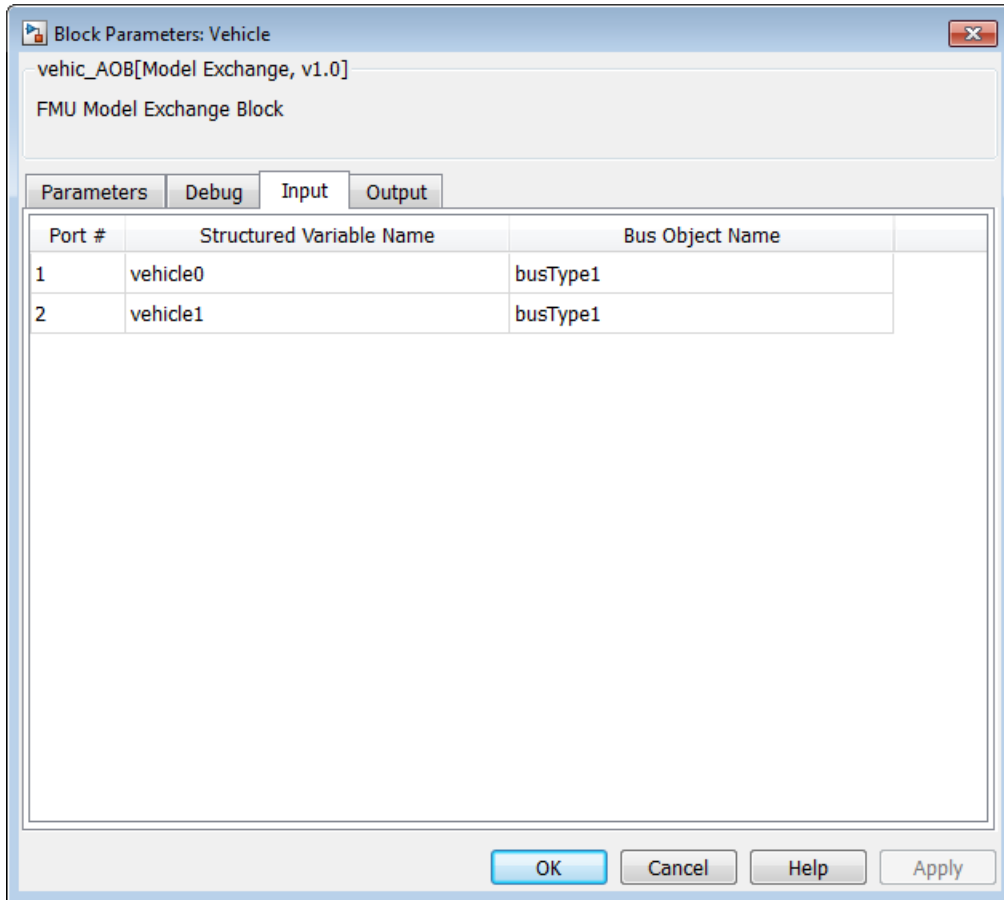 Block Parameters: Vehicle
vehic_AOB[Model Exchange, v1.0]
FMU Model Exchange Block
Parameters Debug Input Output
Port # Structured Variable Name Bus Object Name
1 vehicle0 busType1
2 vehicle1 busType1
OK Cancel Help Apply